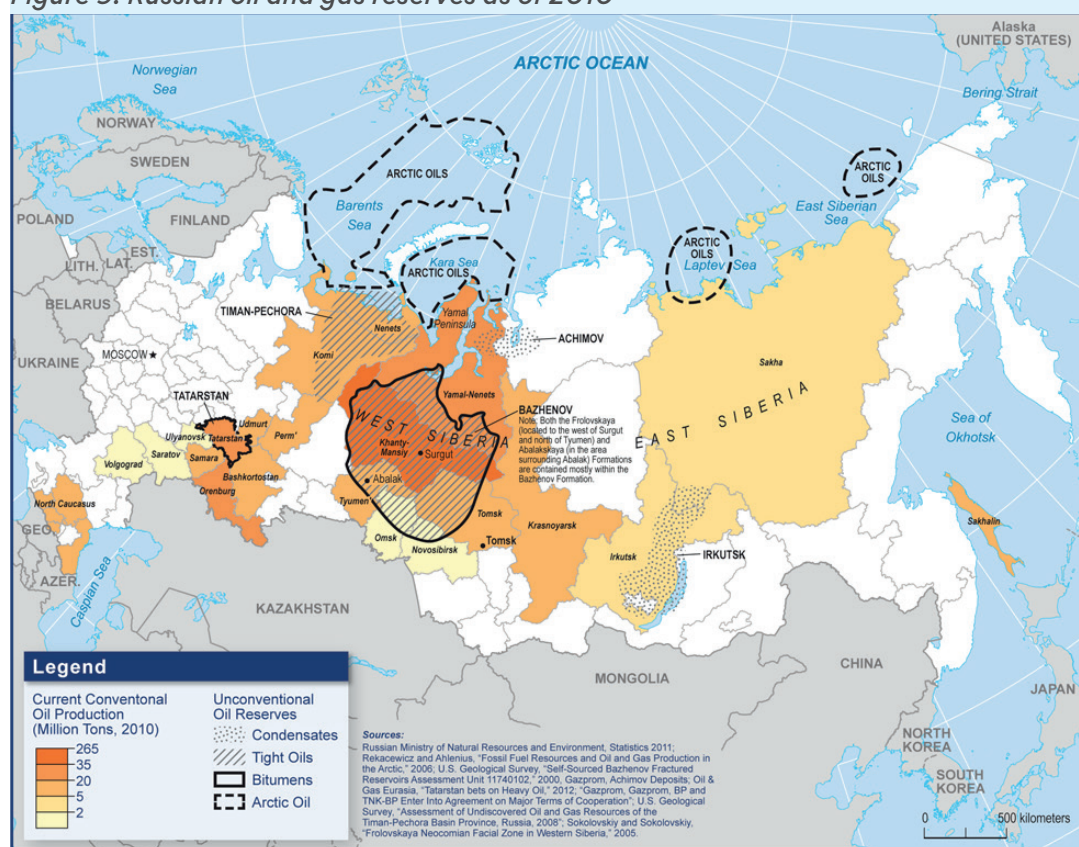 Figure 3. Russian oil and gas reserves as of 2010
Alaska
(UNITED STATES)
ARCTIC OCEAN
Norwegian
Sea
Bering Strait
NORWAY
SWEDEN
FINLAND
POLAND
ARCTIC OILS
Barents
Sea
ARCTIC
OILS
East Siberian
Sea
ARCTIC
OILS
Laptev Sea
Kara Sea
ARCTIC OILS
EST.
LAT.
LITH.
BELARUS
UKRAINE
MOSCOW
TIMAN-PECHORA
Nenets
Komi
Yamal
Peninsula
ACHIMOV
Sakha
Yamal-Nenets
TATARSTAN
Udmurt
Perm'
Ulyanovsk
Tatarstan
Saratov
Samara
Volgograd
Bashkortostan
Orenburg
North Caucasus
WEST SIBERIA
Khanty-
Mansiy
Surgut
Abalak
Tyumen'
BAZHENOV
Note: Both the Frolovskaya
(located to the west of Surgut
and north of Tyumen) and
Abalakskaya (in the area
surrounding Abalak) Formations
are contained mostly within the
Bazhenov Formation.
EAST SIBERIA
Sea of
Okhotsk
Omsk
Novosibirsk
Tomsk
Tomsk
Krasnoyarsk
Irkutsk
IRKUTSK
Sakhalin
GEO.
AZER.
Caspian Sea
KAZAKHSTAN
MONGOLIA
CHINA
JAPAN
NORTH
KOREA
SOUTH
KOREA
Legend
Current Conventonal
Oil Production
(Million Tons, 2010)
265
35
20
5
2
Unconventional
Oil Reserves
Condensates
Tight Oils
Bitumens
Arctic Oil
Sources:
Russian Ministry of Natural Resources and Environment, Statistics 2011;
Rekacewicz and Ahlenius, "Fossil Fuel Resources and Oil and Gas Production in
the Arctic," 2006; U.S. Geological Survey, "Self-Sourced Bazhenov Fractured
Reservoirs Assessment Unit 11740102," 2000, Gazprom, Achimov Deposits; Oil &
Gas Eurasia, "Tatarstan bets on Heavy Oil," 2012; "Gazprom, Gazprom, BP and
TNK-BP Enter Into Agreement on Major Terms of Cooperation"; U.S. Geological
Survey, "Assessment of Undiscovered Oil and Gas Resources of the
Timan-Pechora Basin Province, Russia, 2008"; Sokolovskiy and Sokolovskiy,
"Frolovskaya Neocomian Facial Zone in Western Siberia," 2005.
0 500 kilometers